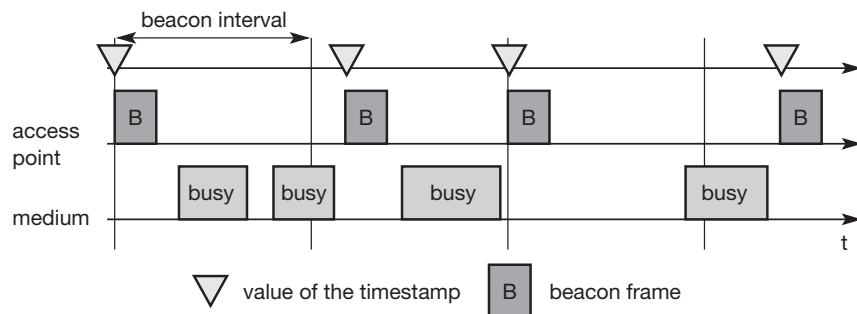 beacon interval
B B B B
access
point
busy busy busy busy
medium
t
value of the timestamp B beacon frame